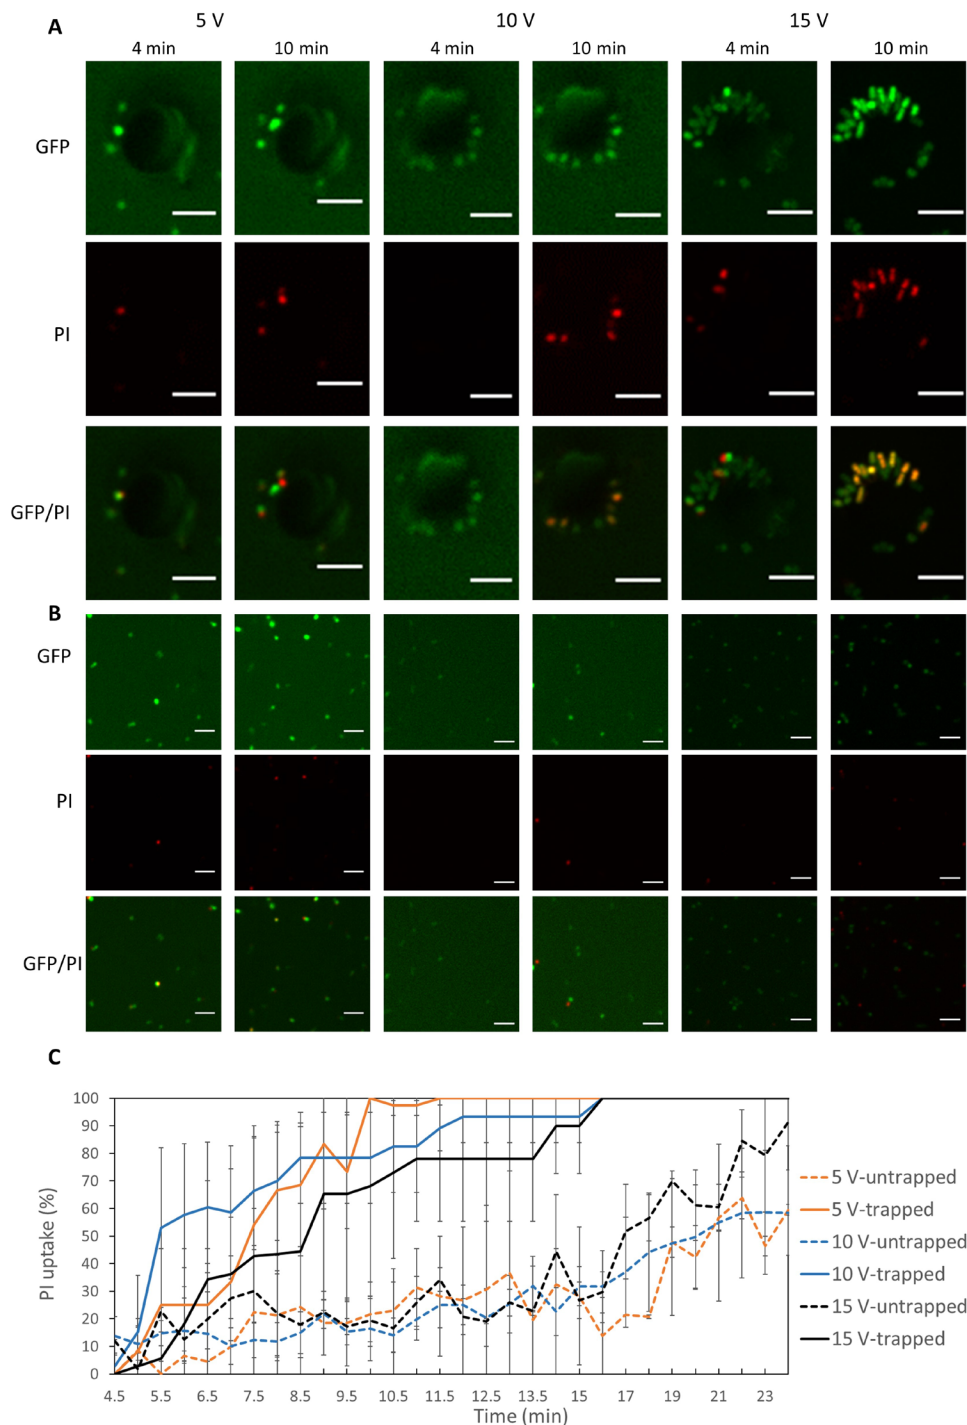 A
5 V 10 V 15 V
4 min 10 min 4 min 10 min 4 min 10 min
GFP
PI
GFP/PI
B
GFP
PI
GFP/PI
C
100
90
80
70
60
50
40
30
20
10
0
PI uptake (%)
4.5 5.5 6.5 7.5 8.5 9.5 10.5 11.5 12.5 13.5 15 17 19 21 23
Time (min)
5 V-untrapped
5 V-trapped
10 V-untrapped
10 V-trapped
15 V-untrapped
15 V-trapped